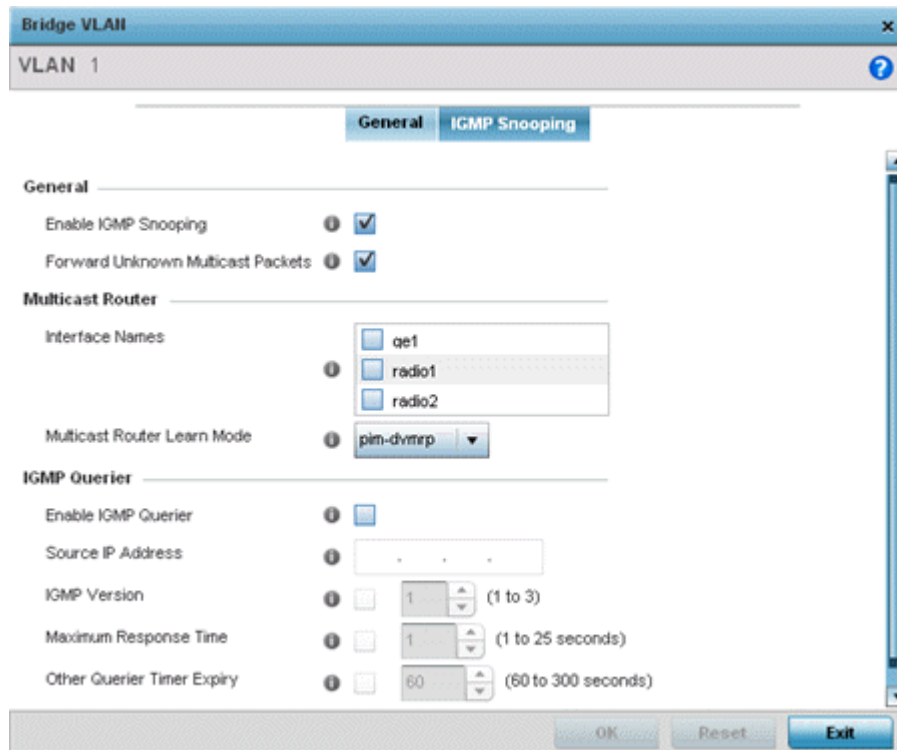 Bridge VLAN
VLAN 1
General IGMP Snooping
General
Enable IGMP Snooping
Forward Unknown Multicast Packets
Multicast Router
Interface Names
ge1
radio1
radio2
Multicast Router Learn Mode pim-dvmrp
IGMP Querier
Enable IGMP Querier
Source IP Address . . .
IGMP Version 1 (1 to 3)
Maximum Response Time 1 (1 to 25 seconds)
Other Querier Timer Expiry 60 (60 to 300 seconds)
OK Reset Exit